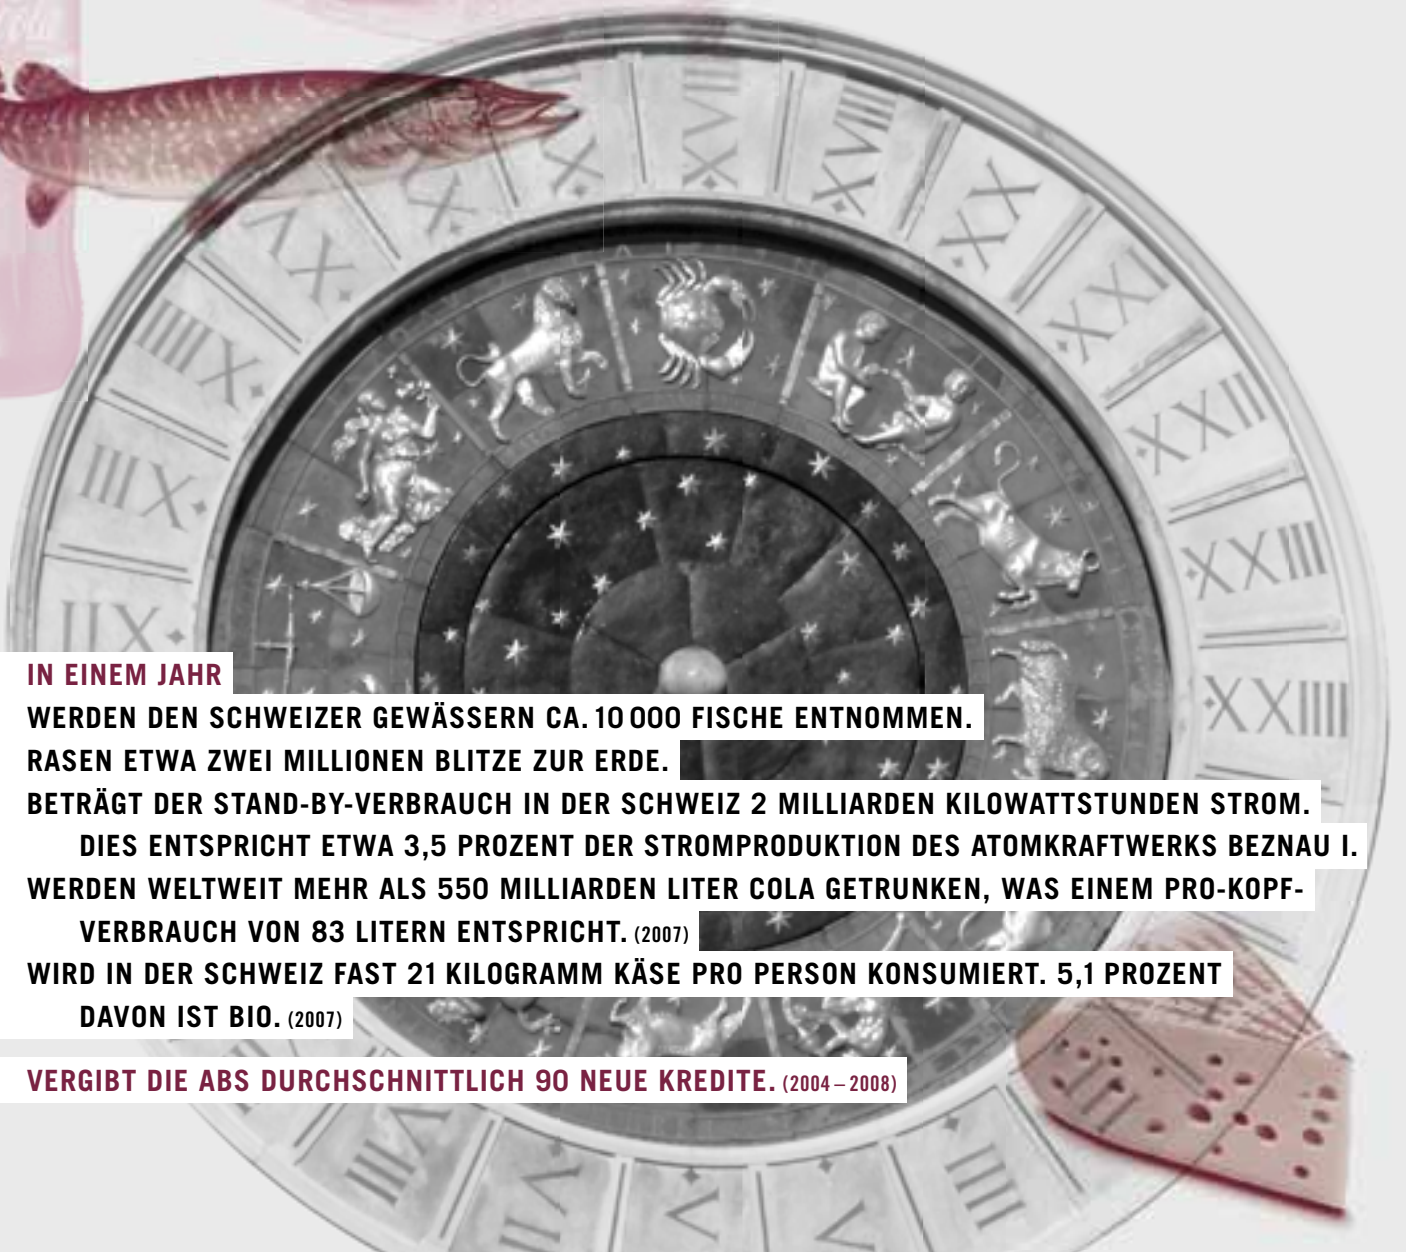 IN EINEM JAHR
WERDEN DEN SCHWEIZER GEWÄSSERN CA. 10 000 FISCHE ENTNOMMEN.
RASEN ETWA ZWEI MILLIONEN BLITZE ZUR ERDE.
BETRÄGT DER STAND-BY-VERBRAUCH IN DER SCHWEIZ 2 MILLIARDEN KILOWATTSTUNDEN STROM.
DIES ENTSPRICHT ETWA 3,5 PROZENT DER STROMPRODUKTION DES ATOMKRAFTWERKS BEZNAU I.
WERDEN WELTWEIT MEHR ALS 550 MILLIARDEN LITER COLA GETRUNKEN, WAS EINEM PRO-KOPF-
VERBRAUCH VON 83 LITERN ENTSPRICHT. (2007)
WIRD IN DER SCHWEIZ FAST 21 KILOGRAMM KÄSE PRO PERSON KONSUMIERT. 5,1 PROZENT
DAVON IST BIO. (2007)
VERGIBT DIE ABS DURCHSCHNITTLICH 90 NEUE KREDITE. (2004–2008)